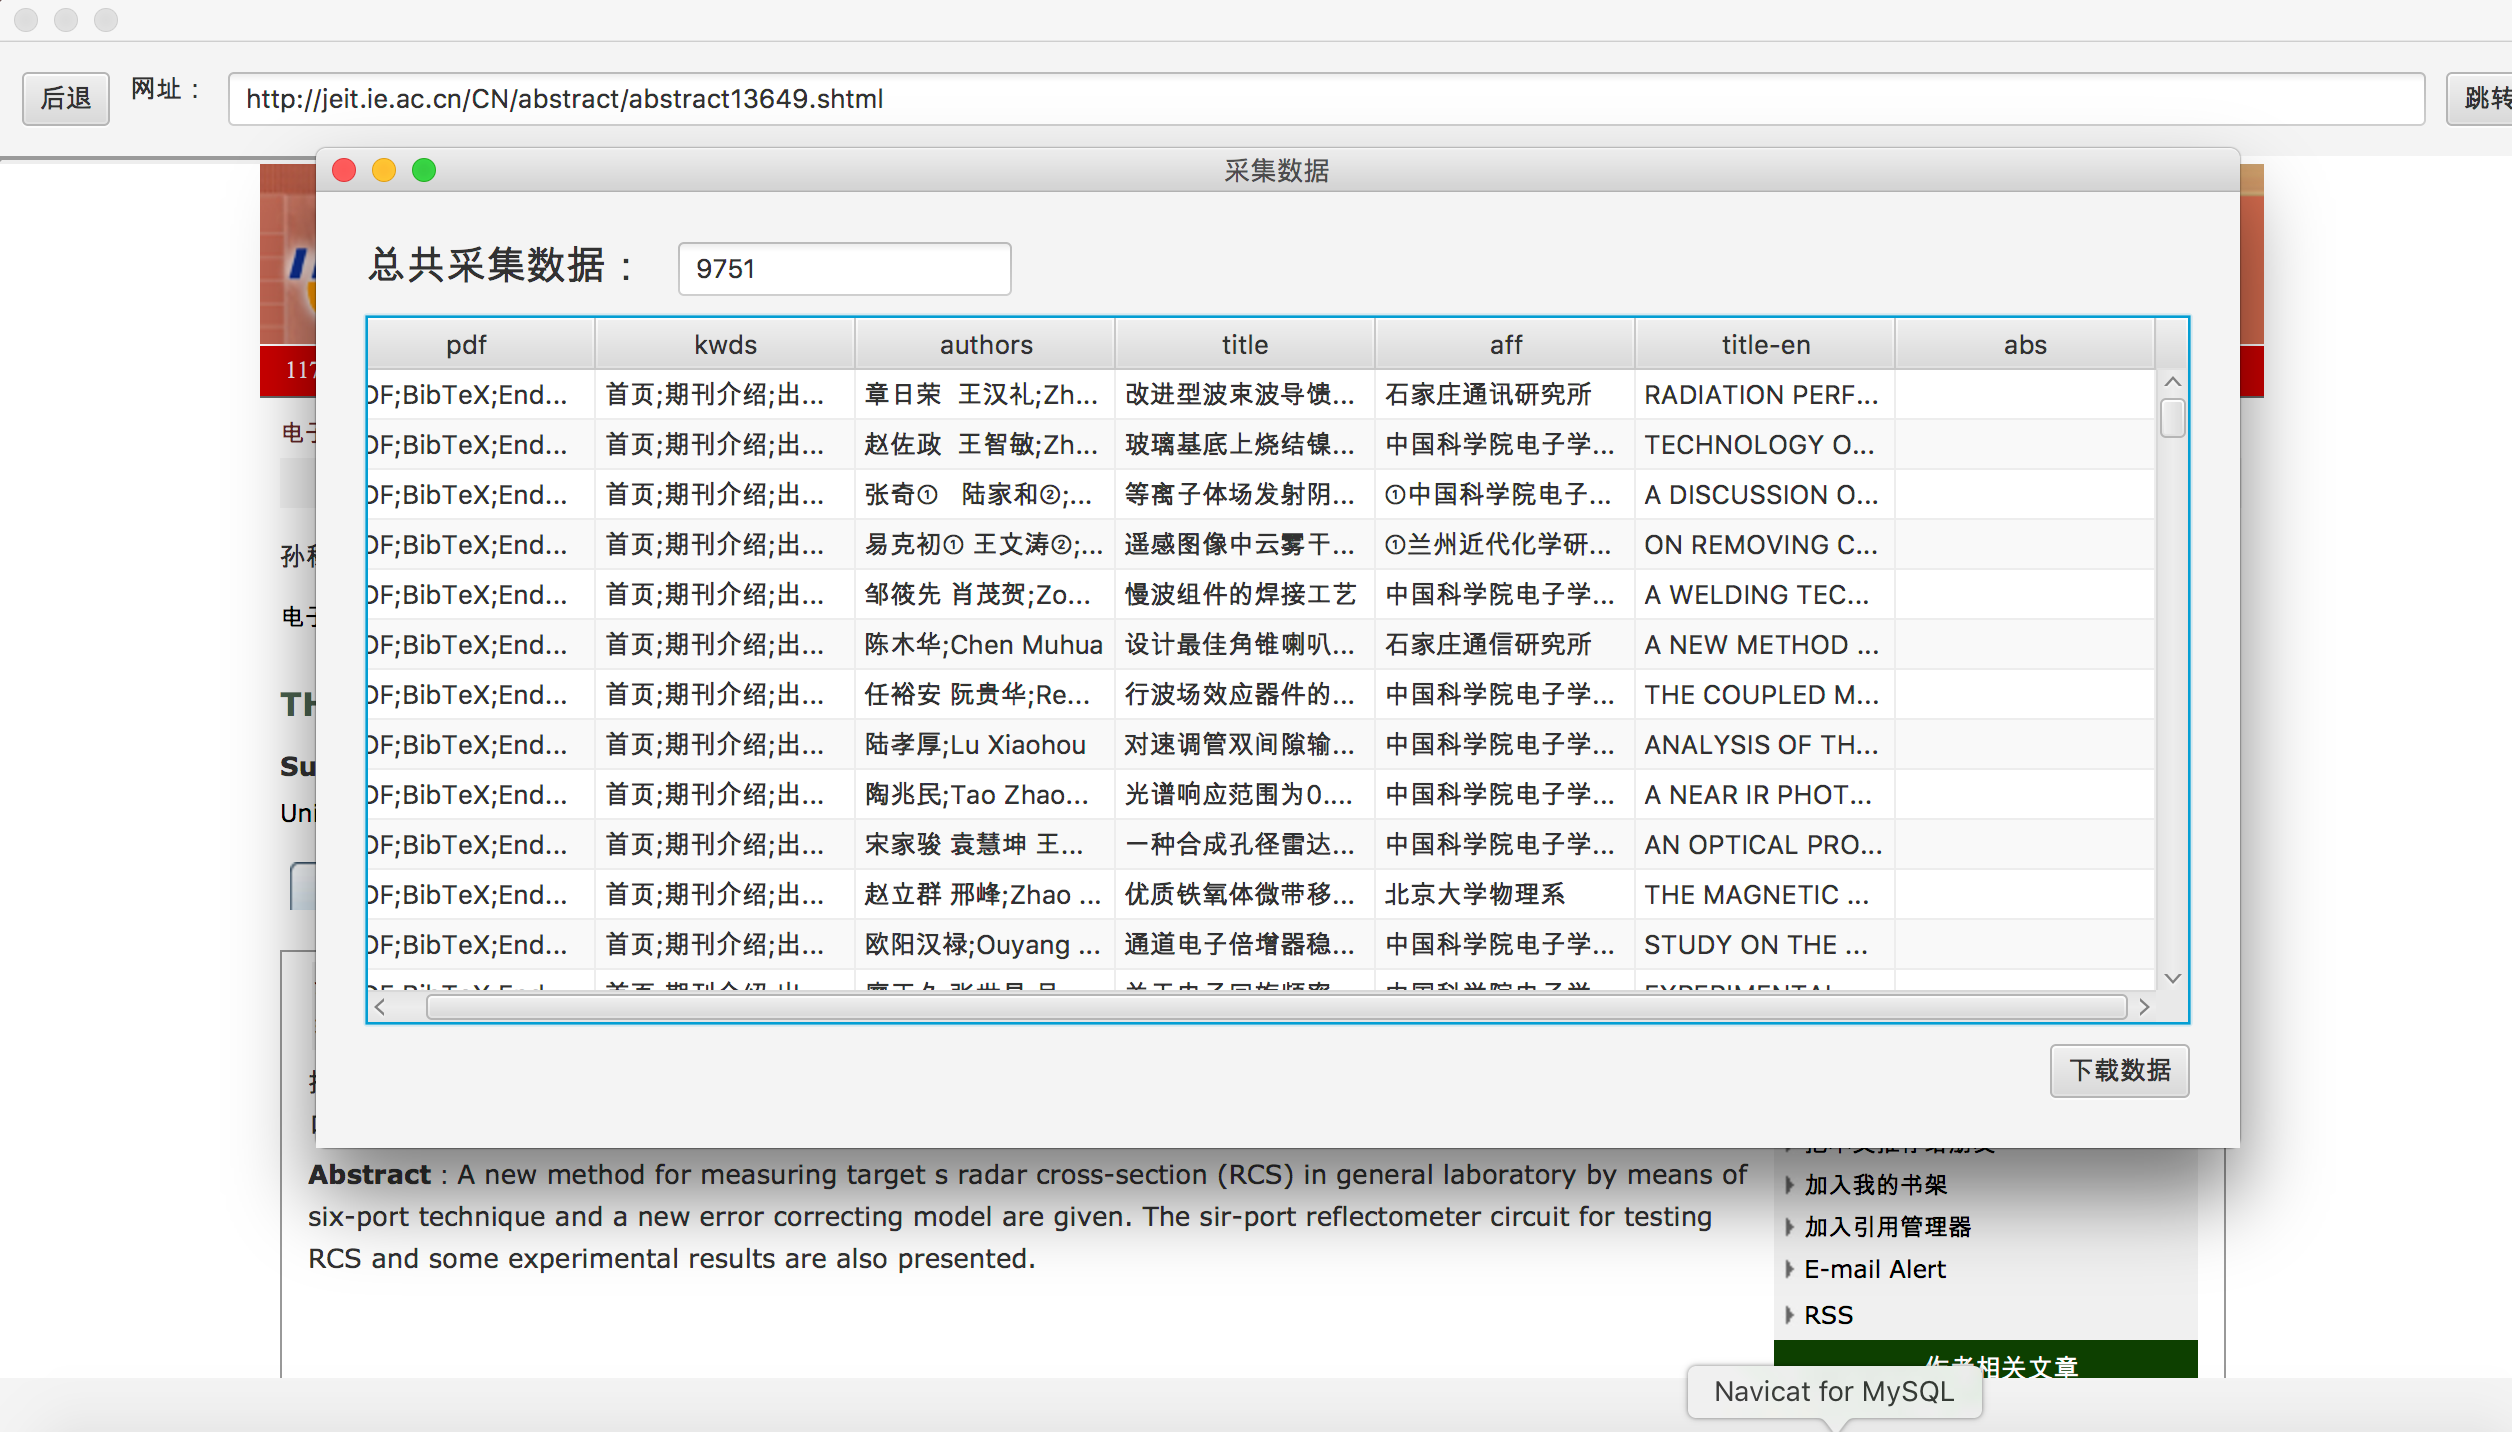 后退 网址： http://jeit.ie.ac.cn/CN/abstract/abstract13649.shtml 跳转
采集数据
总共采集数据： 9751
pdf kwds authors title aff title-en abs
DF;BibTeX;End... 首页;期刊介绍;出... 章日荣 王汉礼;Zh... 改进型波束波导馈... 石家庄通讯研究所 RADIATION PERF...
DF;BibTeX;End... 首页;期刊介绍;出... 赵佐政 王智敏;Zh... 玻璃基底上烧结镍... 中国科学院电子学... TECHNOLOGY O...
DF;BibTeX;End... 首页;期刊介绍;出... 张奇① 陆家和②;... 等离子体场发射阴... ①中国科学院电子... A DISCUSSION O...
DF;BibTeX;End... 首页;期刊介绍;出... 易克初① 王文涛②;... 遥感图像中云雾干... ①兰州近代化学研... ON REMOVING C...
DF;BibTeX;End... 首页;期刊介绍;出... 邹筱先 肖茂贺;Zo... 慢波组件的焊接工艺 中国科学院电子学... A WELDING TEC...
DF;BibTeX;End... 首页;期刊介绍;出... 陈木华;Chen Muhua 设计最佳角锥喇叭... 石家庄通信研究所 A NEW METHOD ...
DF;BibTeX;End... 首页;期刊介绍;出... 任裕安 阮贵华;Re... 行波场效应器件的... 中国科学院电子学... THE COUPLED M...
DF;BibTeX;End... 首页;期刊介绍;出... 陆孝厚;Lu Xiaohou 对速调管双间隙输... 中国科学院电子学... ANALYSIS OF TH...
DF;BibTeX;End... 首页;期刊介绍;出... 陶兆民;Tao Zhao... 光谱响应范围为0.... 中国科学院电子学... A NEAR IR PHOT...
DF;BibTeX;End... 首页;期刊介绍;出... 宋家骏 袁慧坤 王... 一种合成孔径雷达... 中国科学院电子学... AN OPTICAL PRO...
DF;BibTeX;End... 首页;期刊介绍;出... 赵立群 邢峰;Zhao ... 优质铁氧体微带移... 北京大学物理系 THE MAGNETIC ...
DF;BibTeX;End... 首页;期刊介绍;出... 欧阳汉禄;Ouyang ... 通道电子倍增器稳... 中国科学院电子学... STUDY ON THE ...
下载数据
117
电子
孙
电子
TH
Su
Uni
Abstract : A new method for measuring target s radar cross-section (RCS) in general laboratory by means of
six-port technique and a new error correcting model are given. The sir-port reflectometer circuit for testing
RCS and some experimental results are also presented.
加入我的书架
加入引用管理器
E-mail Alert
RSS
作者相关文章
Navicat for MySQL